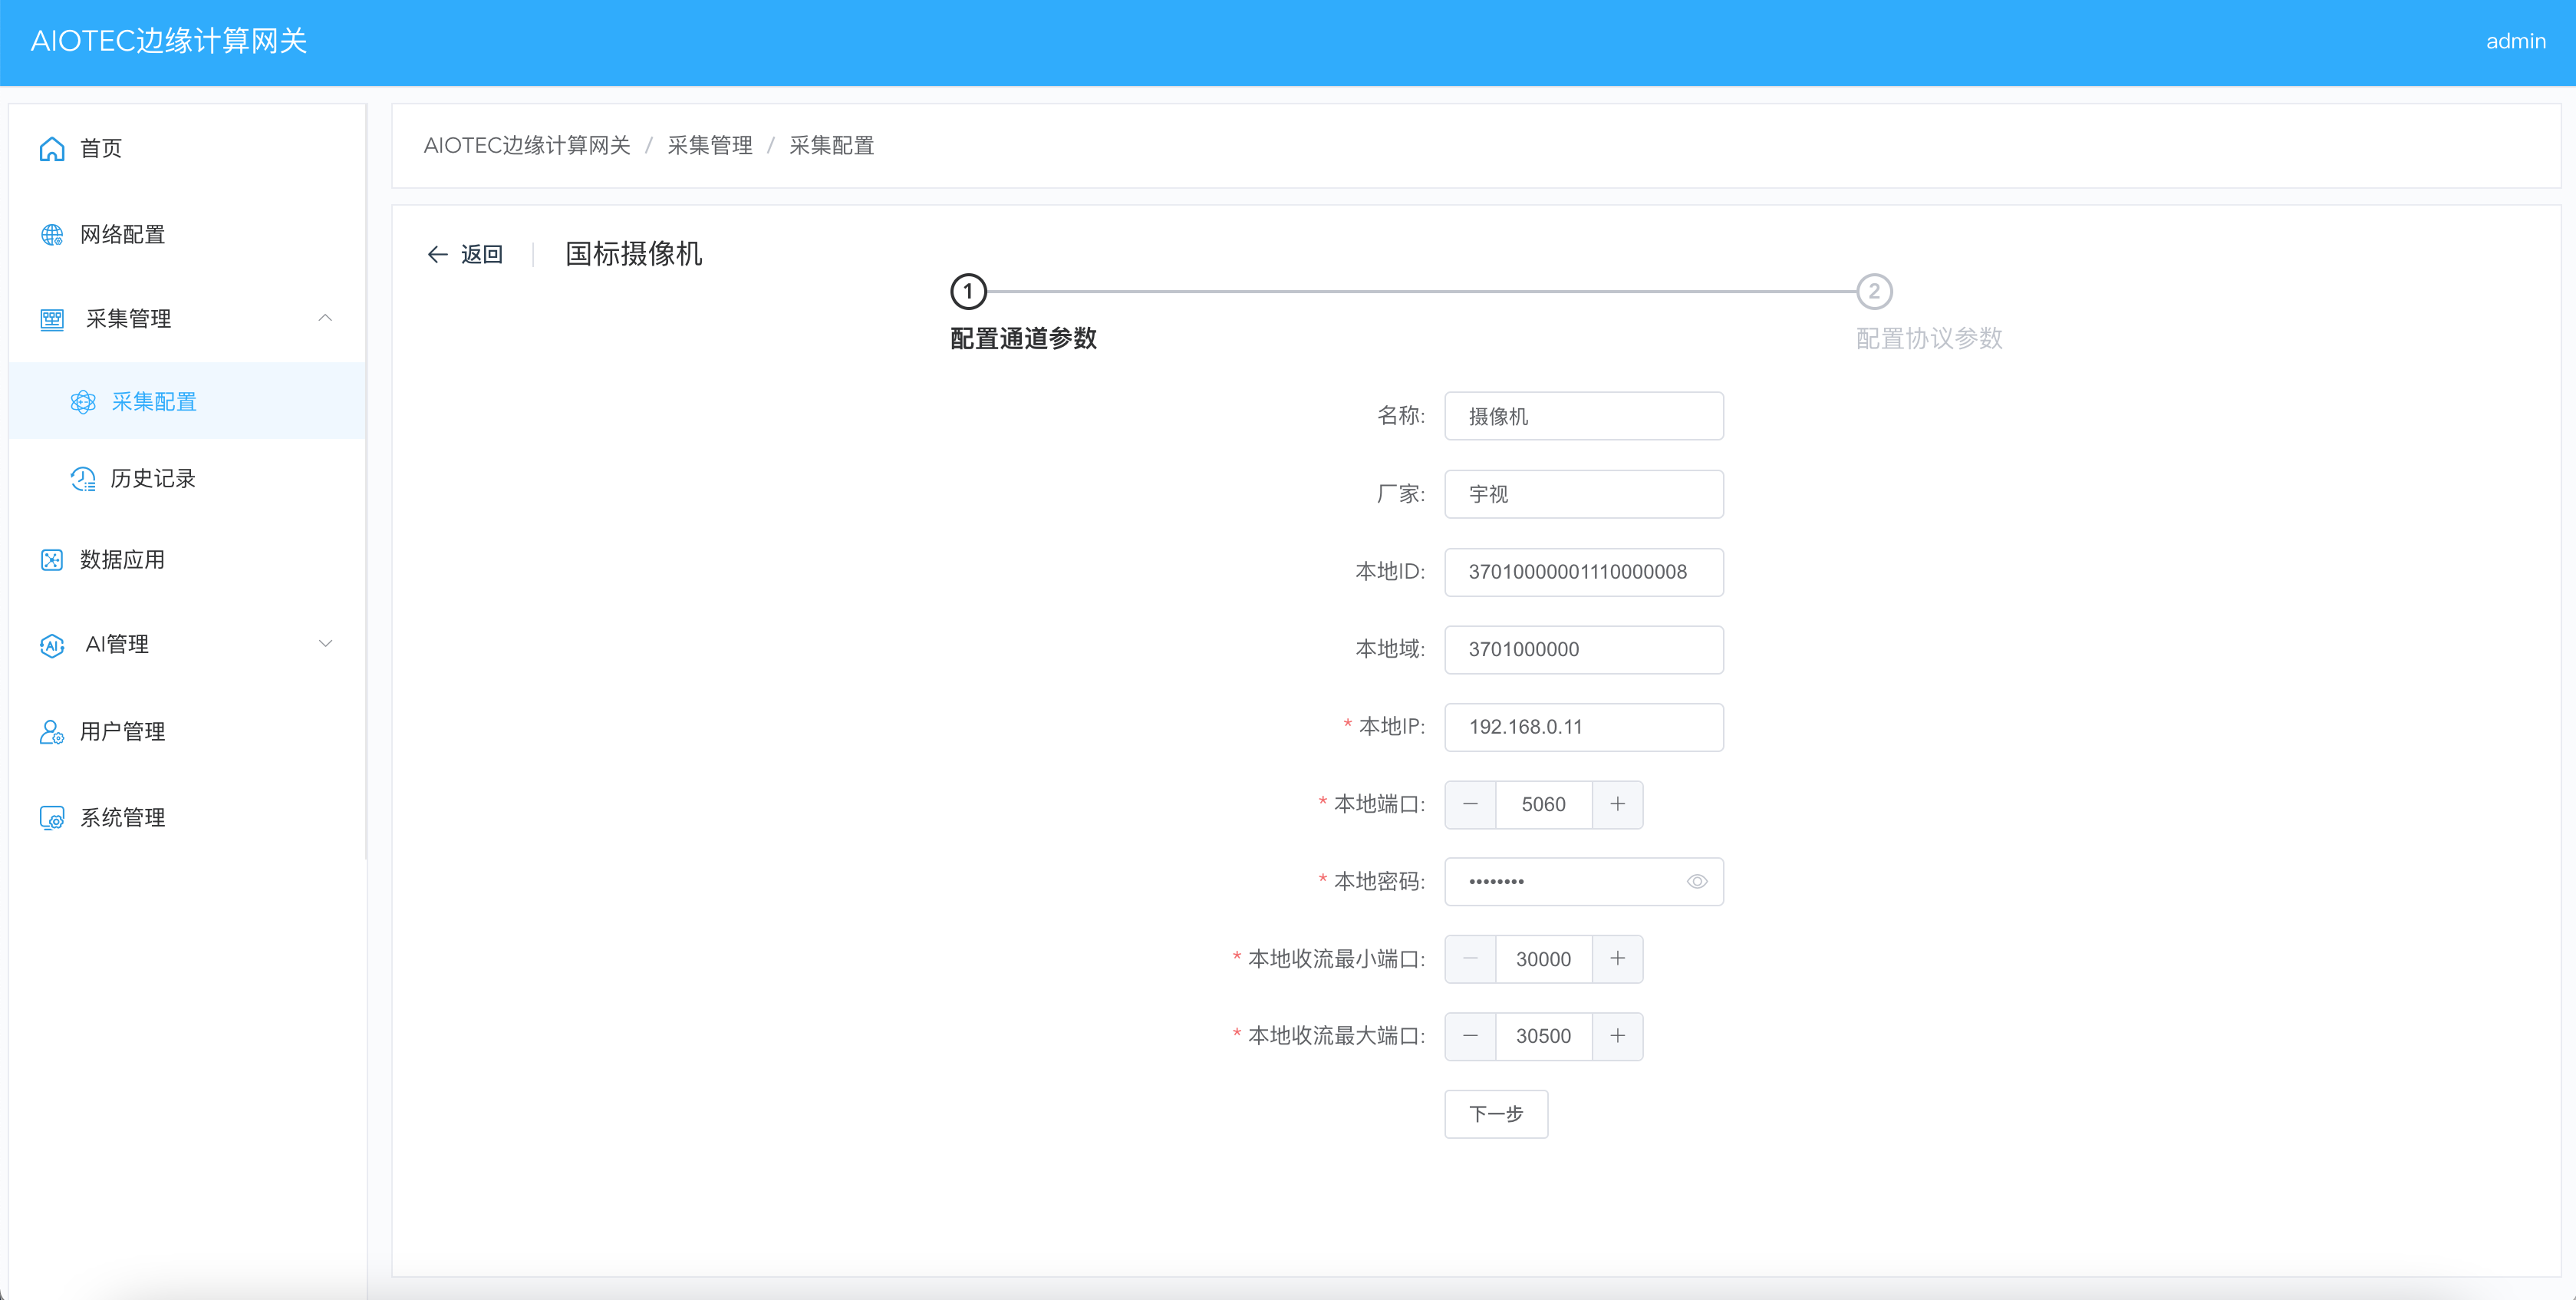 AIOTEC边缘计算网关
admin
首页
网络配置
采集管理
采集配置
历史记录
数据应用
AI管理
用户管理
系统管理
AIOTEC边缘计算网关 / 采集管理 / 采集配置
返回 国标摄像机
1 2
配置通道参数 配置协议参数
名称: 摄像机
厂家: 宇视
本地ID: 37010000001110000008
本地域: 3701000000
* 本地IP: 192.168.0.11
* 本地端口: 5060
* 本地密码: ••••••••
* 本地收流最小端口: 30000
* 本地收流最大端口: 30500
下一步